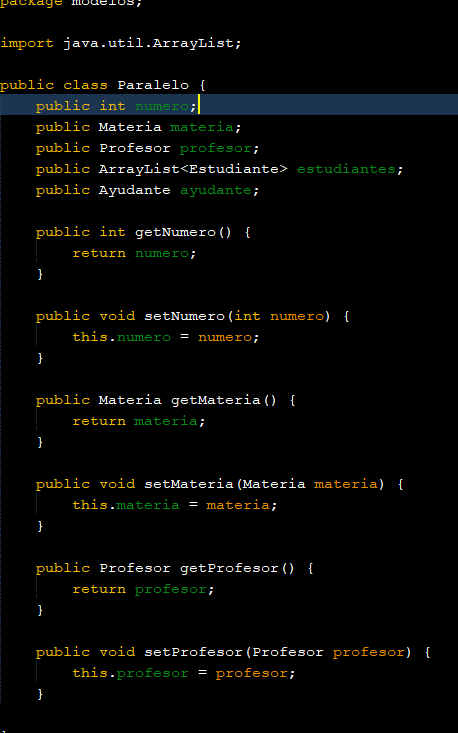 package modelos;
import java.util.ArrayList;
public class Paralelo {
public int numero;
public Materia materia;
public Profesor profesor;
public ArrayList<Estudiante> estudiantes;
public Ayudante ayudante;
public int getNumero() {
return numero;
}
public void setNumero(int numero) {
this.numero = numero;
}
public Materia getMateria() {
return materia;
}
public void setMateria(Materia materia) {
this.materia = materia;
}
public Profesor getProfesor() {
return profesor;
}
public void setProfesor(Profesor profesor) {
this.profesor = profesor;
}
}